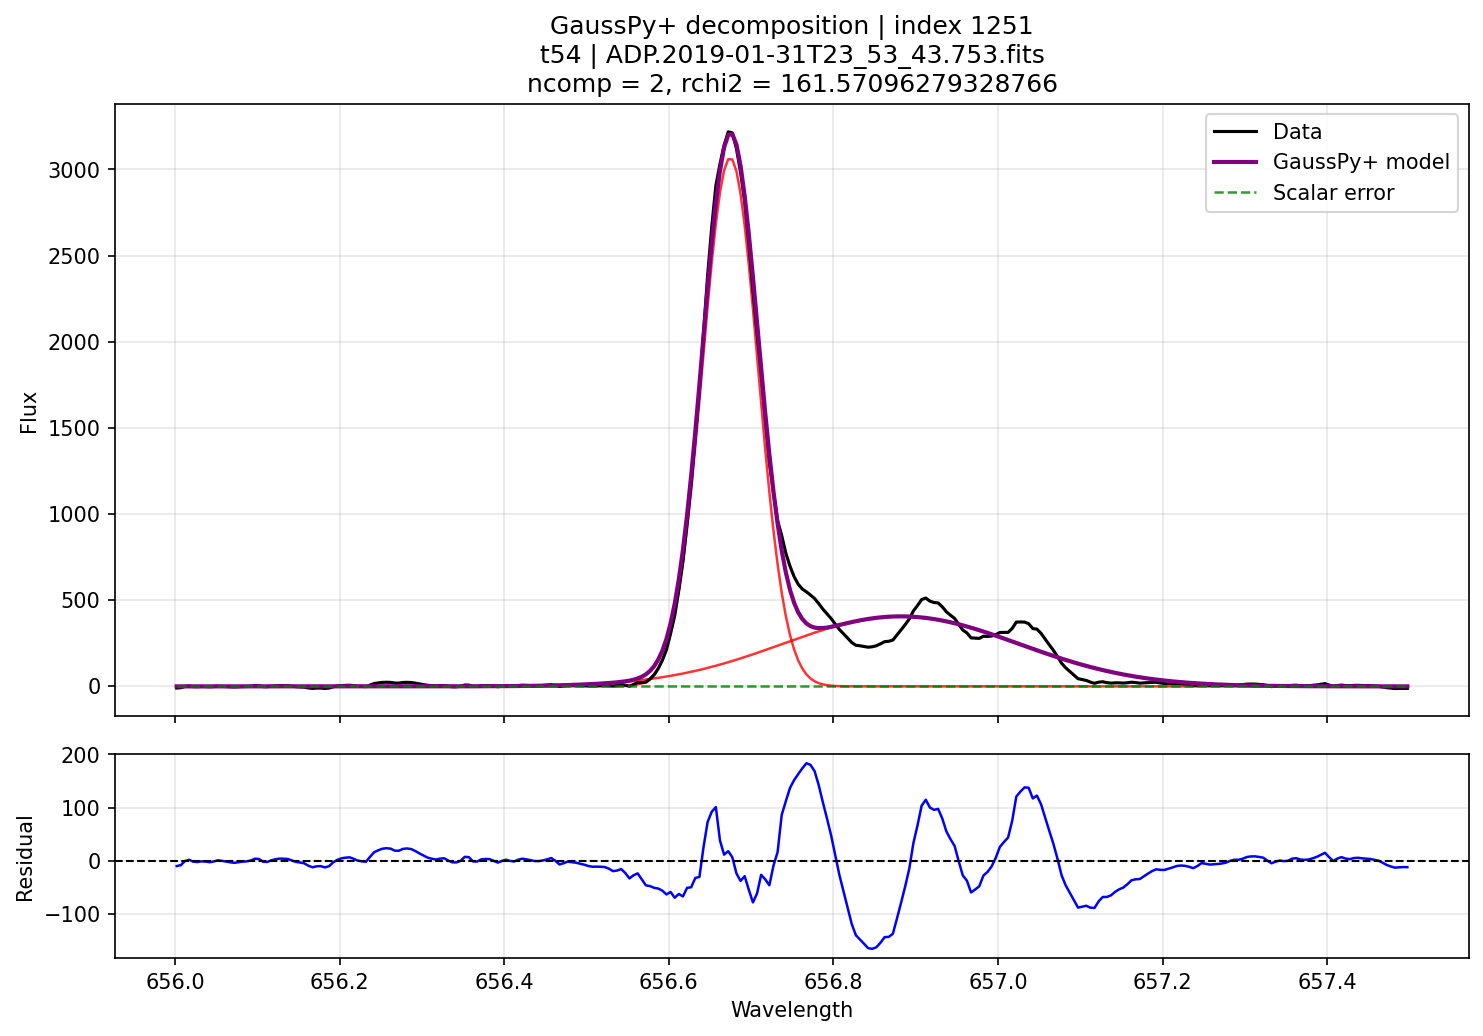 GaussPy+ decomposition | index 1251
t54 | ADP.2019-01-31T23_53_43.753.fits
ncomp = 2, rchi2 = 161.57096279328766
Data
GaussPy+ model
Scalar error
Flux
3000
2500
2000
1500
1000
500
0
Residual
200
100
0
−100
656.0
656.2
656.4
656.6
656.8
657.0
657.2
657.4
Wavelength